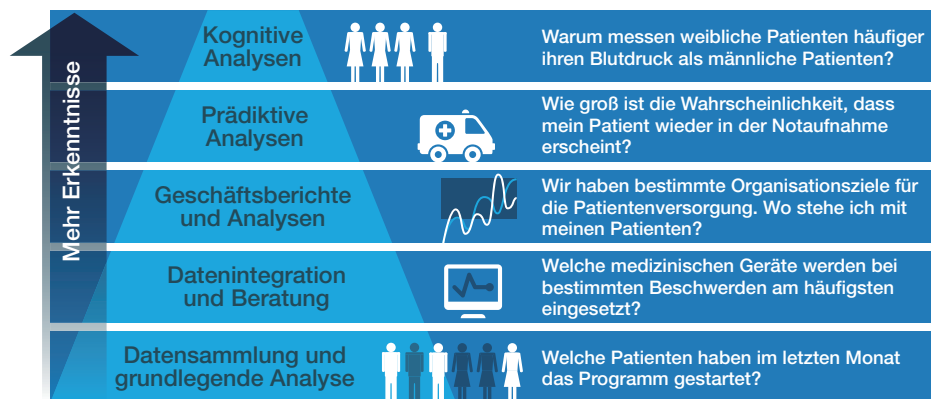 Mehr Erkenntnisse
Kognitive
Analysen
Warum messen weibliche Patienten häufiger
ihren Blutdruck als männliche Patienten?
Prädiktive
Analysen
Wie groß ist die Wahrscheinlichkeit, dass
mein Patient wieder in der Notaufnahme
erscheint?
Geschäftsberichte
und Analysen
Wir haben bestimmte Organisationsziele für
die Patientenversorgung. Wo stehe ich mit
meinen Patienten?
Datenintegration
und Beratung
Welche medizinischen Geräte werden bei
bestimmten Beschwerden am häufigsten
eingesetzt?
Datensammlung und
grundlegende Analyse
Welche Patienten haben im letzten Monat
das Programm gestartet?